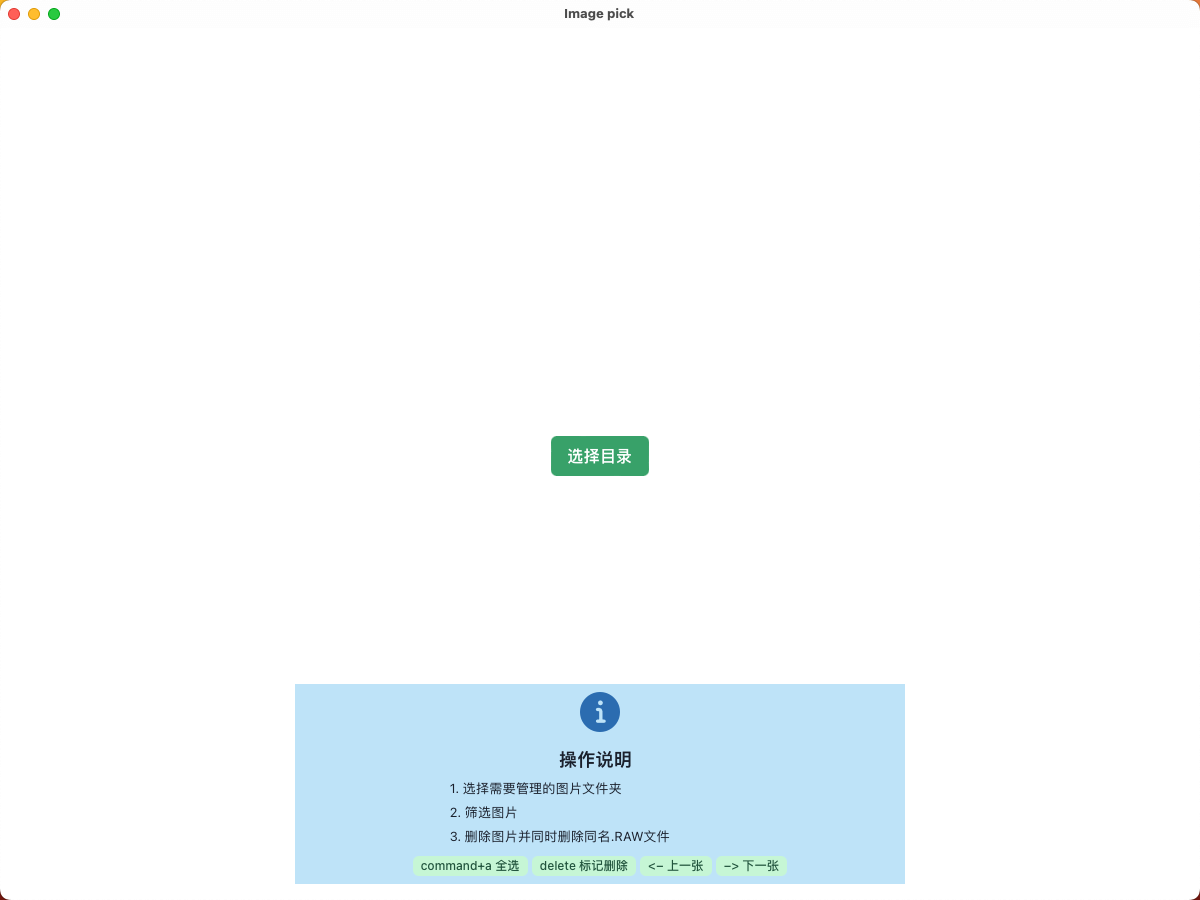 Image pick
选择目录
操作说明
1. 选择需要管理的图片文件夹
2. 筛选图片
3. 删除图片并同时删除同名.RAW文件
command+a 全选 delete 标记删除 <– 上一张 –> 下一张